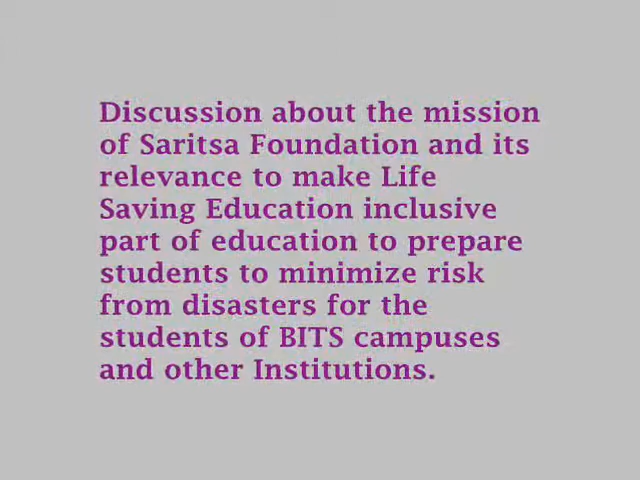 Discussion about the mission
of Saritsa Foundation and its
relevance to make Life
Saving Education inclusive
part of education to prepare
students to minimize risk
from disasters for the
students of BITS campuses
and other Institutions.